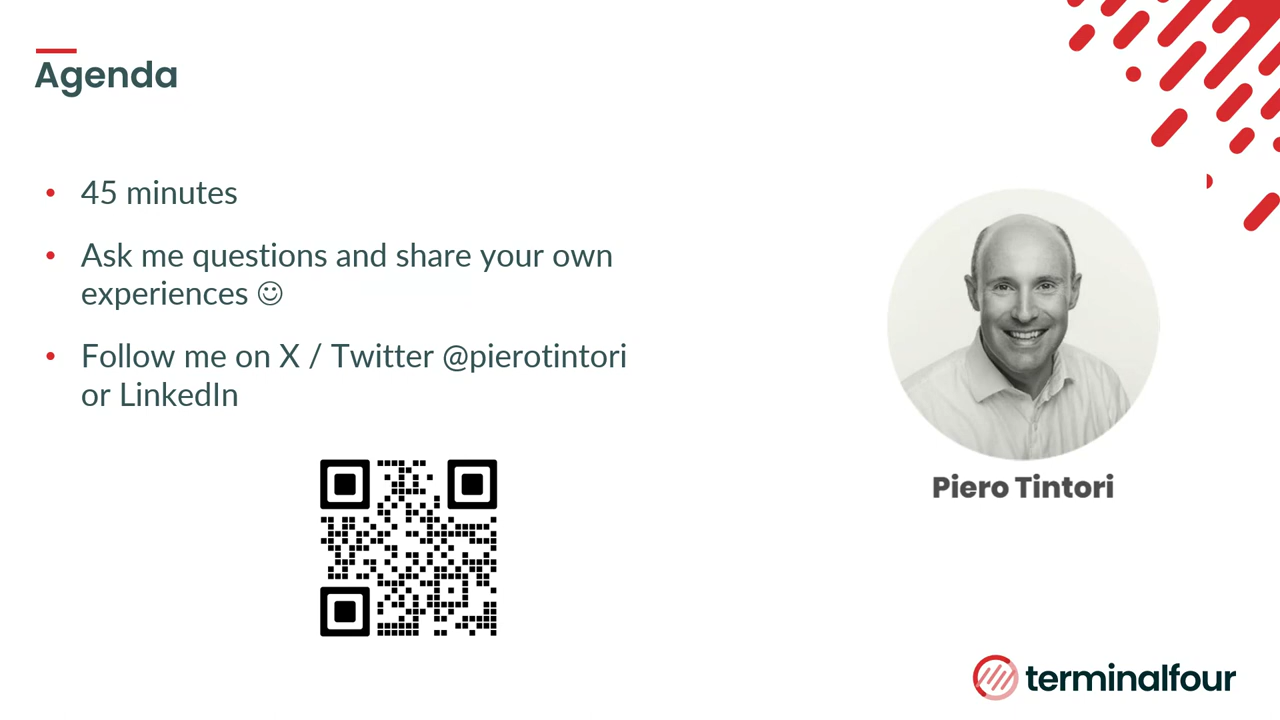 Agenda
• 45 minutes
• Ask me questions and share your own
experiences ☺
• Follow me on X / Twitter @pierotintori
or LinkedIn
Piero Tintori
terminalfour